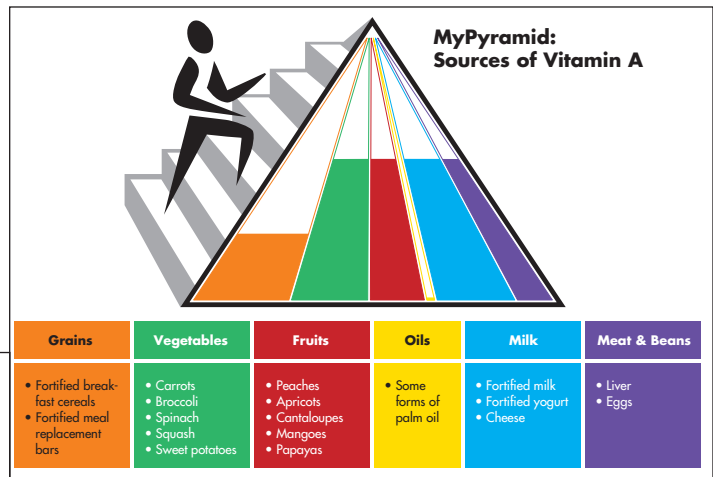 MyPyramid:
Sources of Vitamin A
Grains
Vegetables
Fruits
Oils
Milk
Meat & Beans
• Fortified break-
fast cereals
• Fortified meal
replacement
bars
• Carrots
• Broccoli
• Spinach
• Squash
• Sweet potatoes
• Peaches
• Apricots
• Cantaloupes
• Mangoes
• Papayas
• Some
forms of
palm oil
• Fortified milk
• Fortified yogurt
• Cheese
• Liver
• Eggs